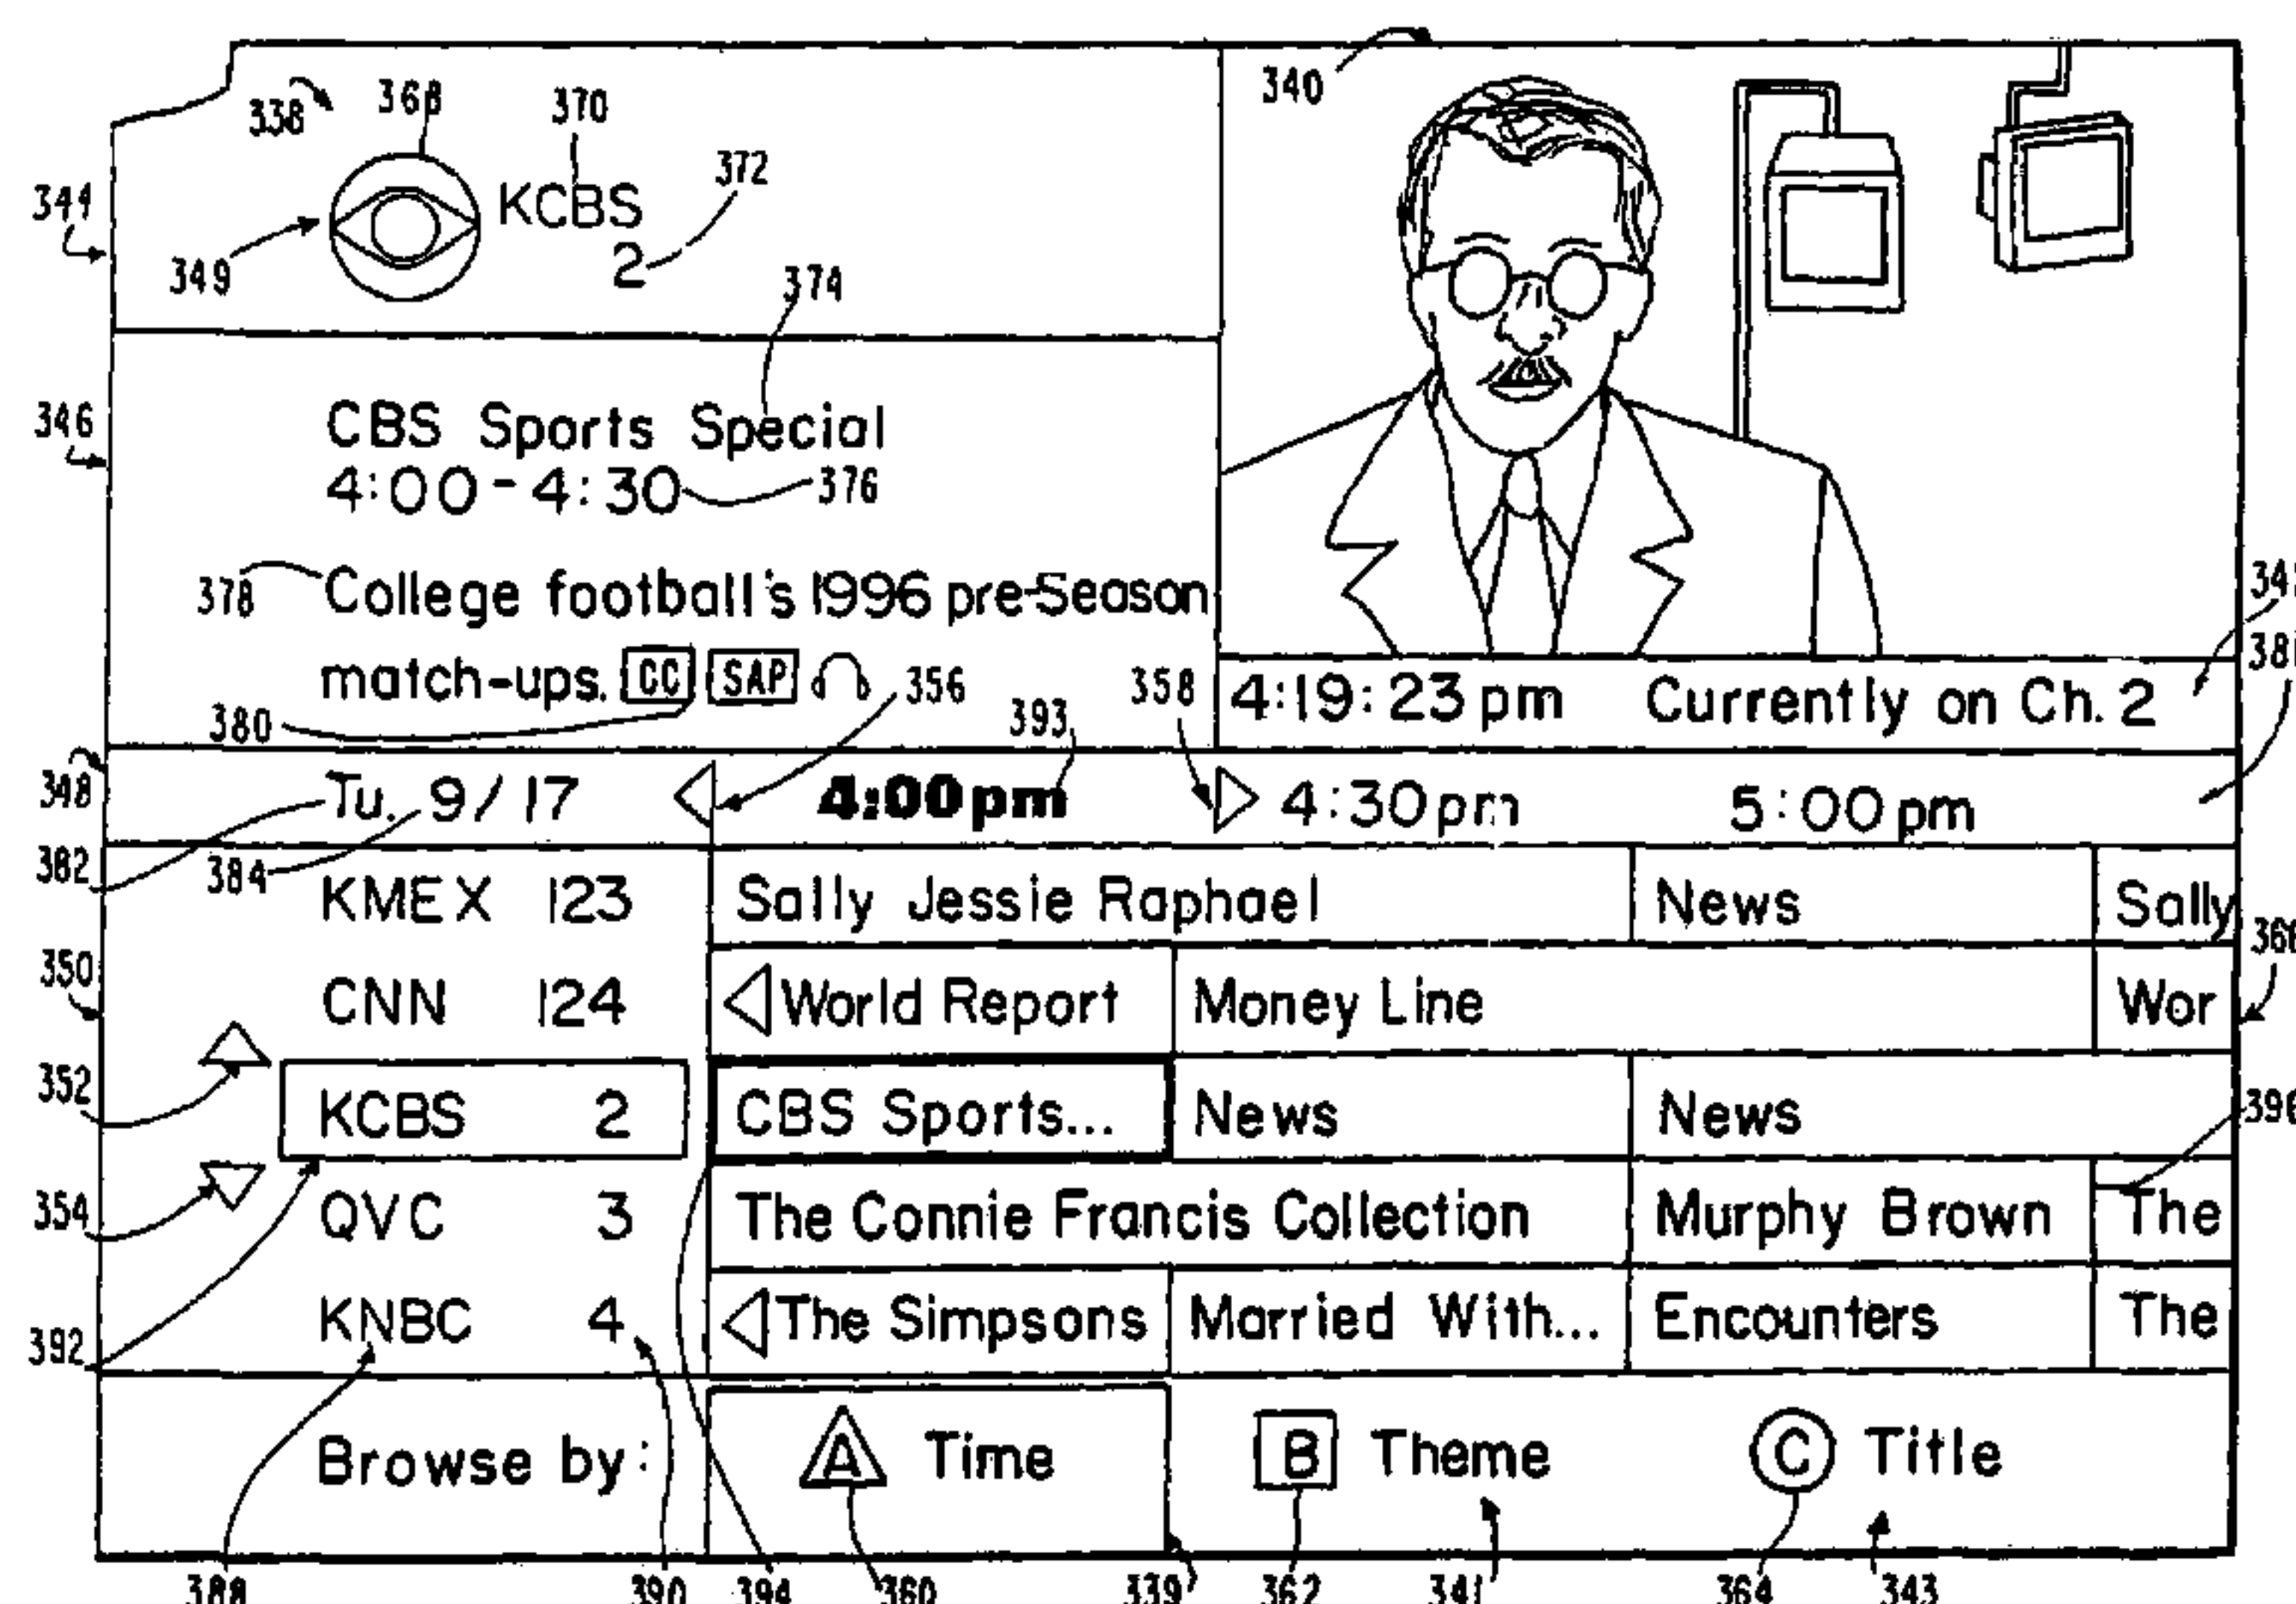 338 368 370 340
372
344 KCBS
349 2
374
346 CBS Sports Special
4:00-4:30 376
378 College football's 1996 pre-Season
match-ups. CC SAP 356 358 4:19:23 pm Currently on Ch. 2
380 393
348 Tu. 9/17 4:00pm 4:30pm 5:00pm
382 384 KMEX 123 Sally Jessie Raphael News Sally
350 CNN 124 World Report Money Line Wor
352 KCBS 2 CBS Sports... News News 396
354 QVC 3 The Connie Francis Collection Murphy Brown The
392 KNBC 4 The Simpsons Married With... Encounters The
Browse by: A Time B Theme C Title
388 390 394 360 339 362 341 364 343